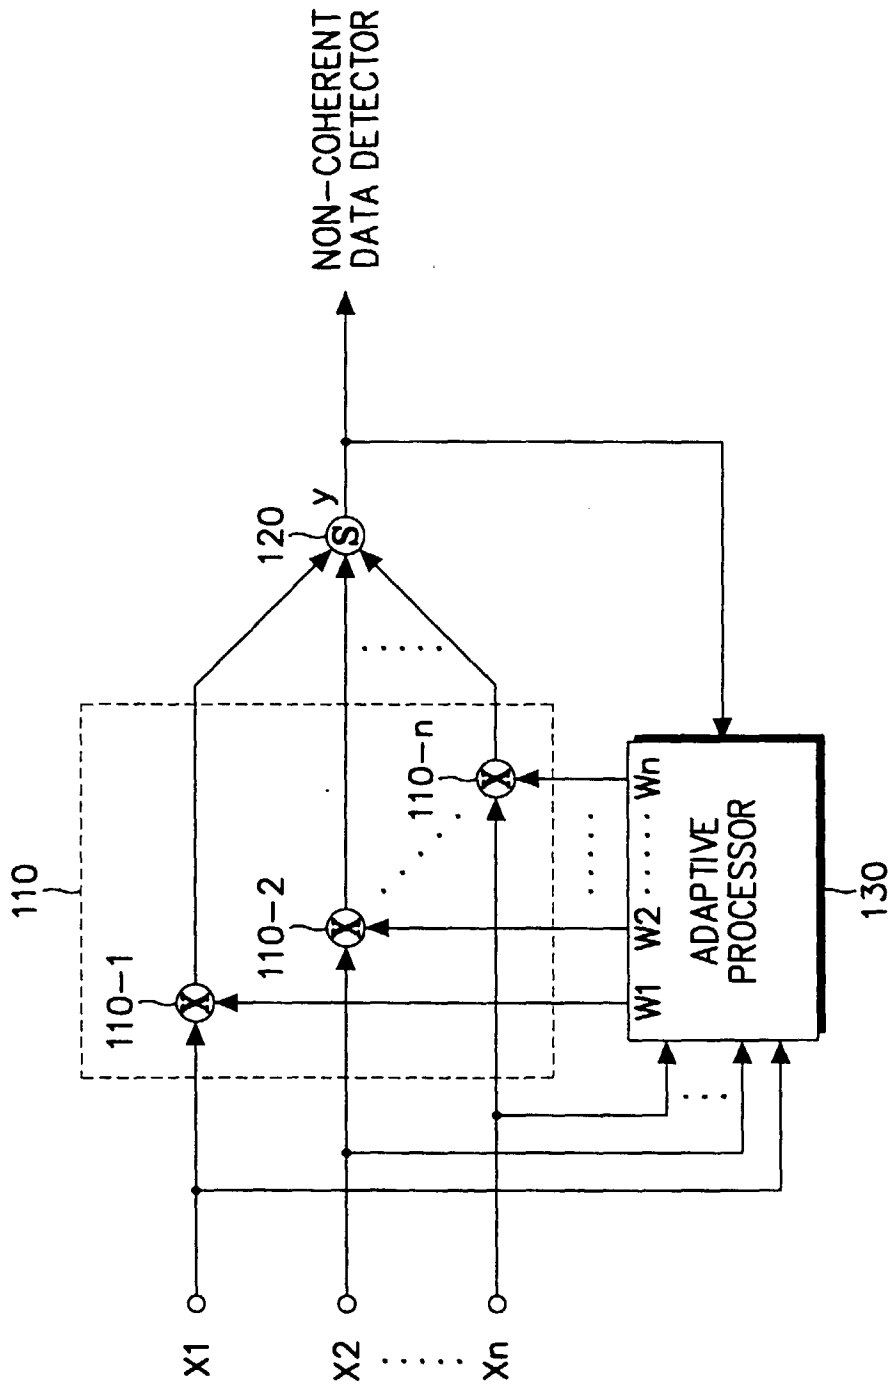 110
110-1
110-2
110-n
120
y
NON-COHERENT
DATA DETECTOR
X
X
X
S
X1
X2
.....
Xn
W1
W2
......
Wn
ADAPTIVE
PROCESSOR
130